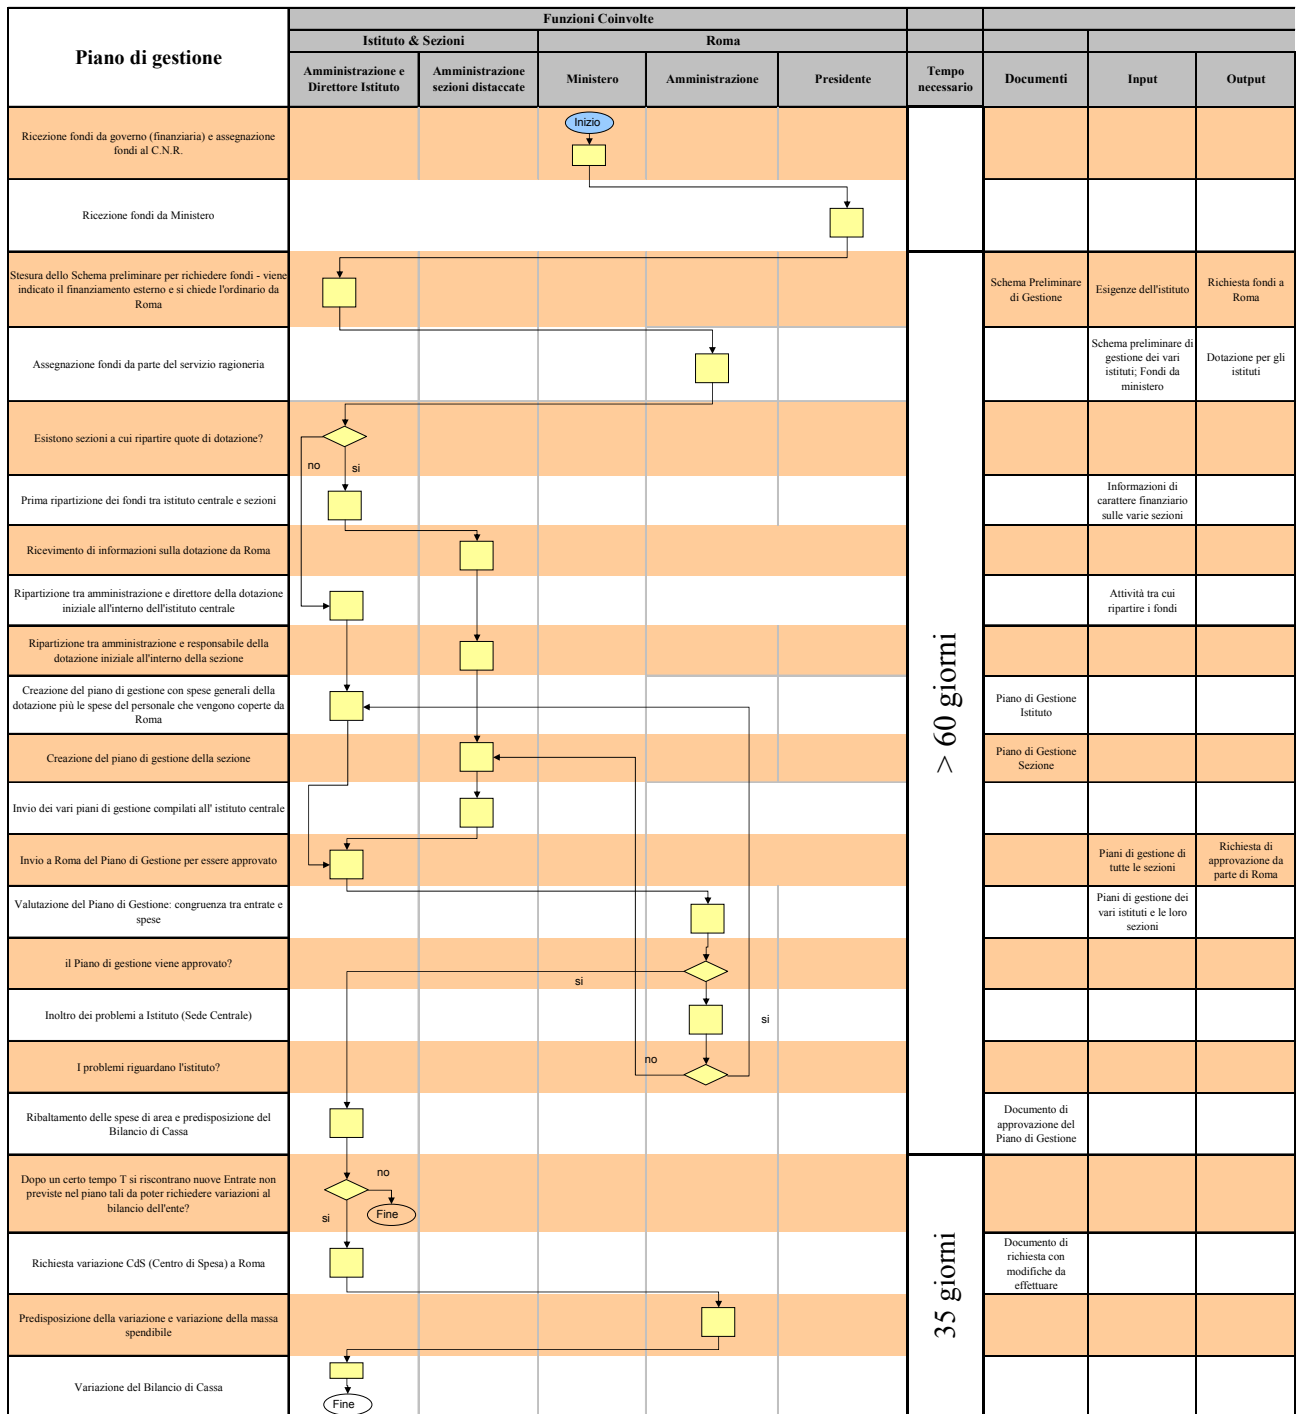 Piano di gestione
Funzioni Coinvolte
Istituto & Sezioni
Roma
Amministrazione e
Direttore Istituto
Amministrazione
sezioni distaccate
Ministero
Amministrazione
Presidente
Tempo
necessario
Documenti
Input
Output
Ricezione fondi da governo (finanziaria) e assegnazione
fondi al C.N.R.
Inizio
Ricezione fondi da Ministero
Stesura dello Schema preliminare per richiedere fondi - viene
indicato il finanziamento esterno e si chiede l'ordinario da
Roma
Schema Preliminare
di Gestione
Esigenze dell'istituto
Richiesta fondi a
Roma
Assegnazione fondi da parte del servizio ragioneria
Schema preliminare di
gestione dei vari
istituti; Fondi da
ministero
Dotazione per gli
istituti
Esistono sezioni a cui ripartire quote di dotazione?
no
si
Prima ripartizione dei fondi tra istituto centrale e sezioni
Informazioni di
carattere finanziario
sulle varie sezioni
Ricevimento di informazioni sulla dotazione da Roma
Ripartizione tra amministrazione e direttore della dotazione
iniziale all'interno dell'istituto centrale
Attività tra cui
ripartire i fondi
Ripartizione tra amministrazione e responsabile della
dotazione iniziale all'interno della sezione
> 60 giorni
Creazione del piano di gestione con spese generali della
dotazione più le spese del personale che vengono coperte da
Roma
Piano di Gestione
Istituto
Creazione del piano di gestione della sezione
Piano di Gestione
Sezione
Invio dei vari piani di gestione compilati all' istituto centrale
Invio a Roma del Piano di Gestione per essere approvato
Piani di gestione di
tutte le sezioni
Richiesta di
approvazione da
parte di Roma
Valutazione del Piano di Gestione: congruenza tra entrate e
spese
Piani di gestione dei
vari istituti e le loro
sezioni
il Piano di gestione viene approvato?
si
Inoltro dei problemi a Istituto (Sede Centrale)
si
I problemi riguardano l'istituto?
no
Ribaltamento delle spese di area e predisposizione del
Bilancio di Cassa
Documento di
approvazione del
Piano di Gestione
Dopo un certo tempo T si riscontrano nuove Entrate non
previste nel piano tali da poter richiedere variazioni al
bilancio dell'ente?
no
Fine
si
35 giorni
Richiesta variazione CdS (Centro di Spesa) a Roma
Documento di
richiesta con
modifiche da
effettuare
Predisposizione della variazione e variazione della massa
spendibile
Variazione del Bilancio di Cassa
Fine